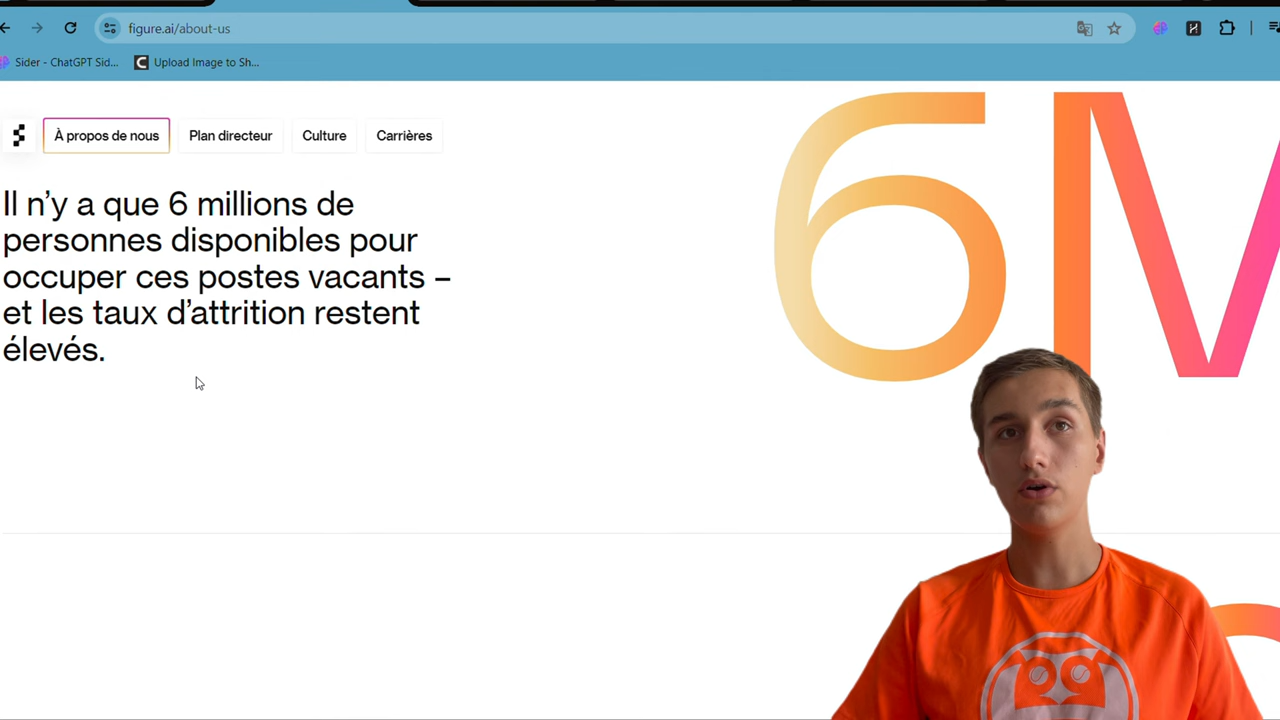 figure.ai/about-us
Sider - ChatGPT Sid...
Upload Image to Sh...
À propos de nous
Plan directeur
Culture
Carrières
Il n’y a que 6 millions de
personnes disponibles pour
occuper ces postes vacants –
et les taux d’attrition restent
élevés.
6M